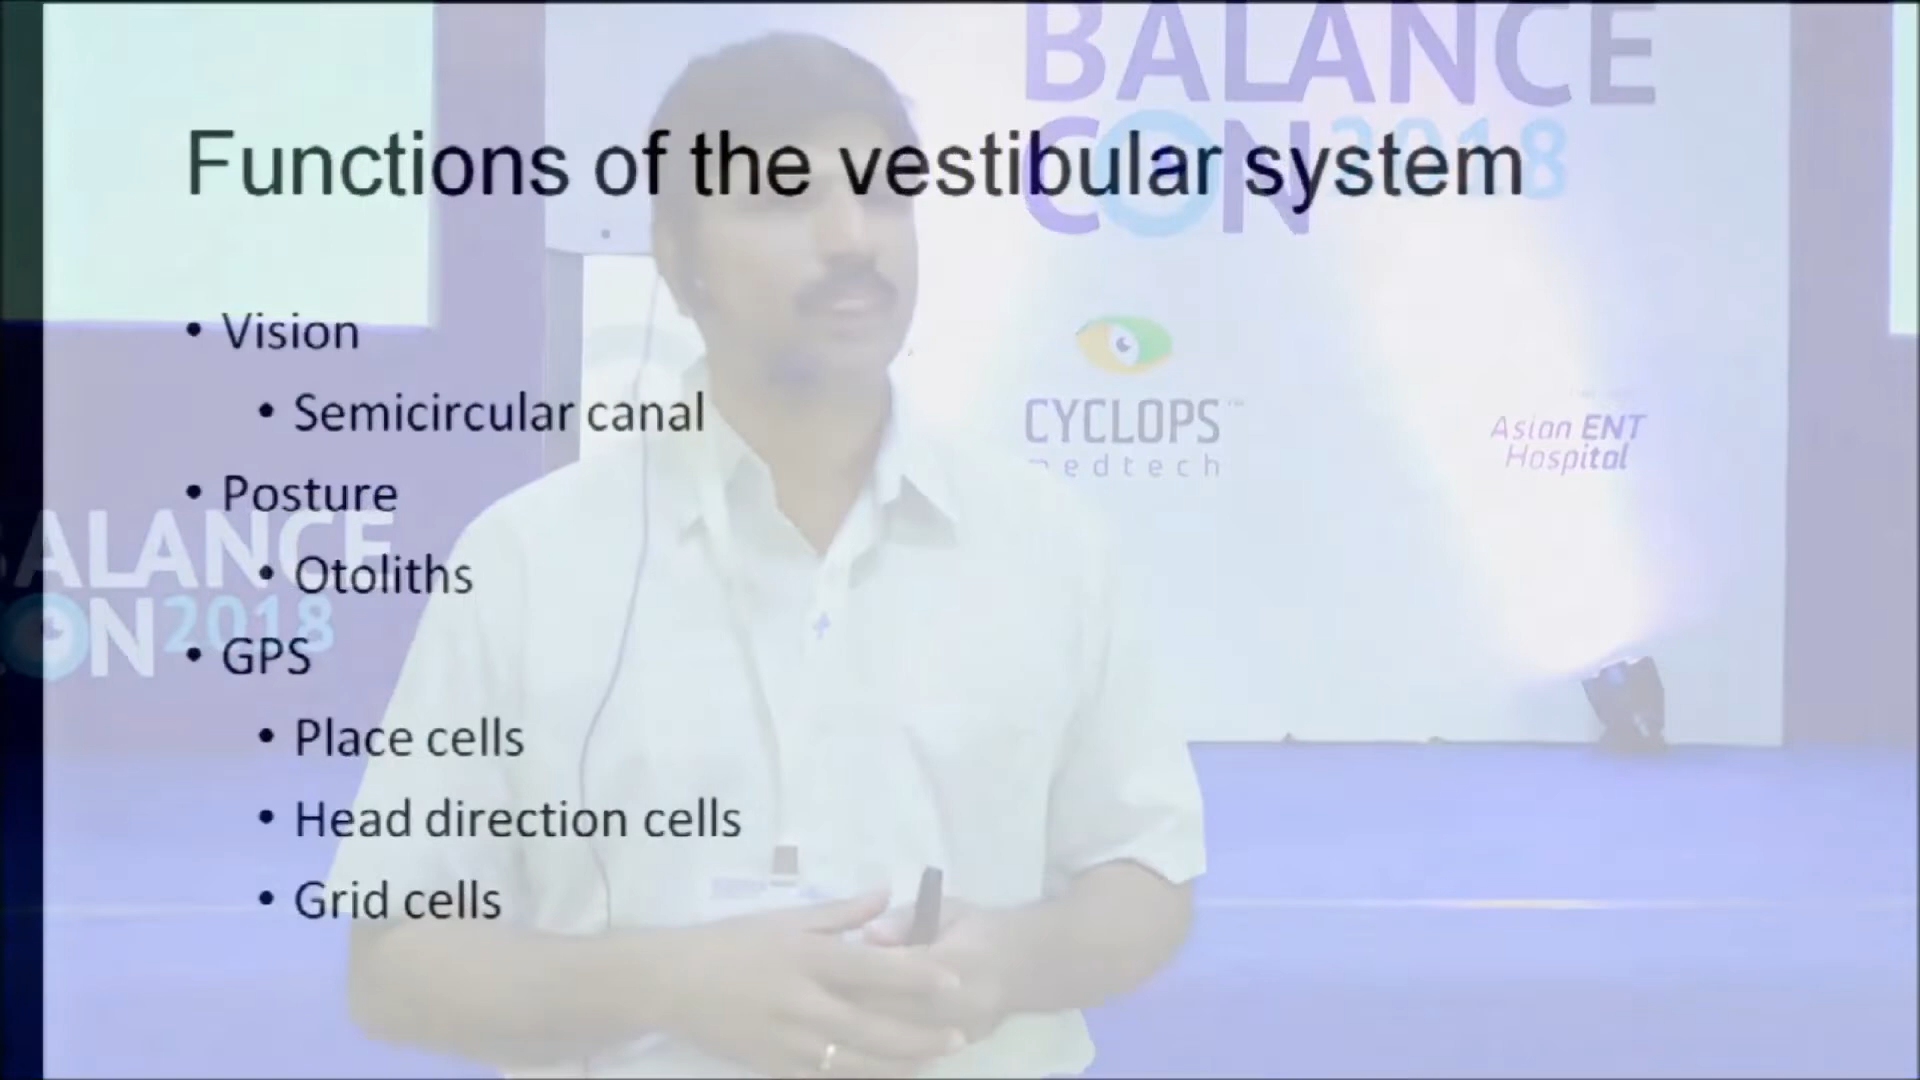 BALANCE
CON 2018
Functions of the vestibular system
• Vision
• Semicircular canal
• Posture
• Otoliths
• GPS
• Place cells
• Head direction cells
• Grid cells
CYCLOPS™
medtech
Asian ENT
Hospital
BALANCE
CON 2018